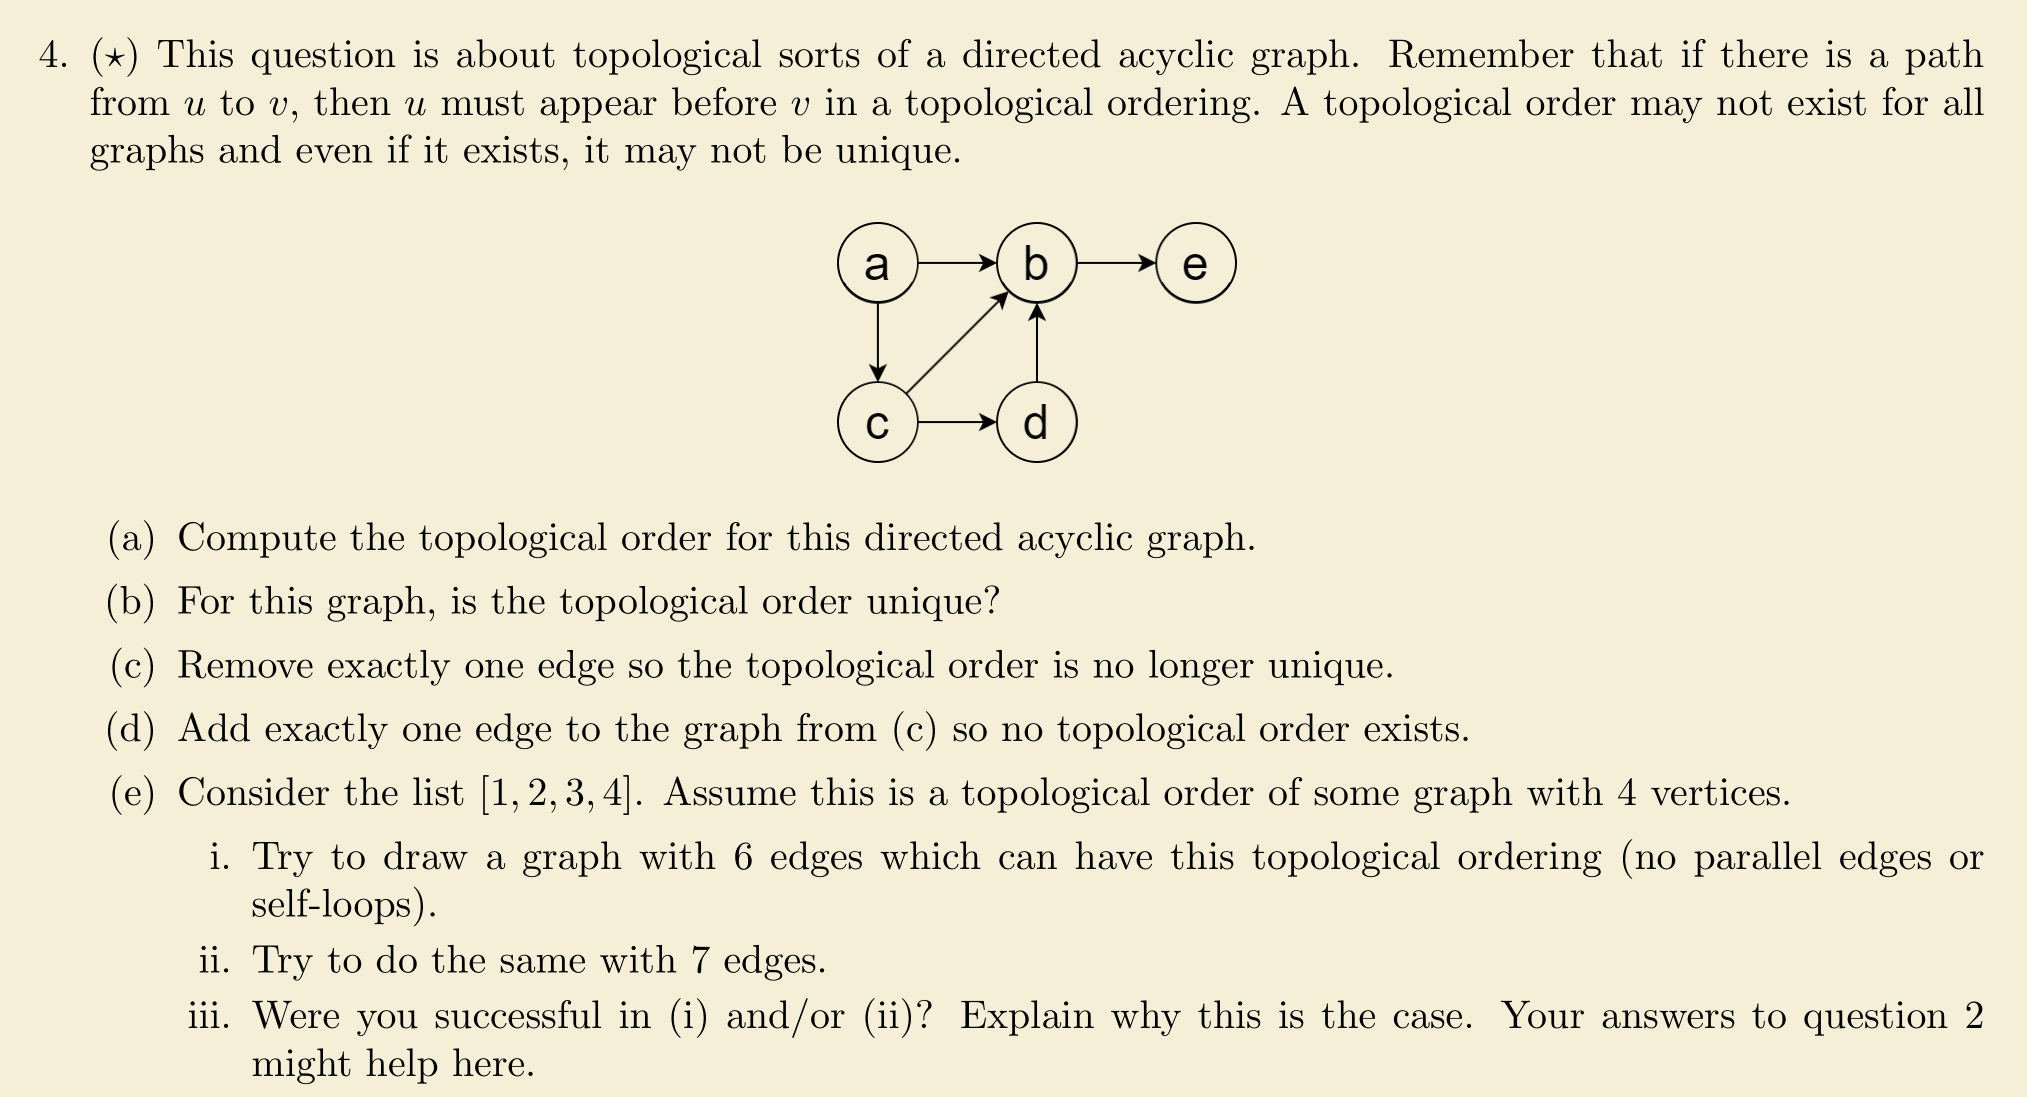 4. (⋆) This question is about topological sorts of a directed acyclic graph. Remember that if there is a path
from u to v, then u must appear before v in a topological ordering. A topological order may not exist for all
graphs and even if it exists, it may not be unique.
a b e
c d
(a) Compute the topological order for this directed acyclic graph.
(b) For this graph, is the topological order unique?
(c) Remove exactly one edge so the topological order is no longer unique.
(d) Add exactly one edge to the graph from (c) so no topological order exists.
(e) Consider the list [1, 2, 3, 4]. Assume this is a topological order of some graph with 4 vertices.
i. Try to draw a graph with 6 edges which can have this topological ordering (no parallel edges or
self-loops).
ii. Try to do the same with 7 edges.
iii. Were you successful in (i) and/or (ii)? Explain why this is the case. Your answers to question 2
might help here.